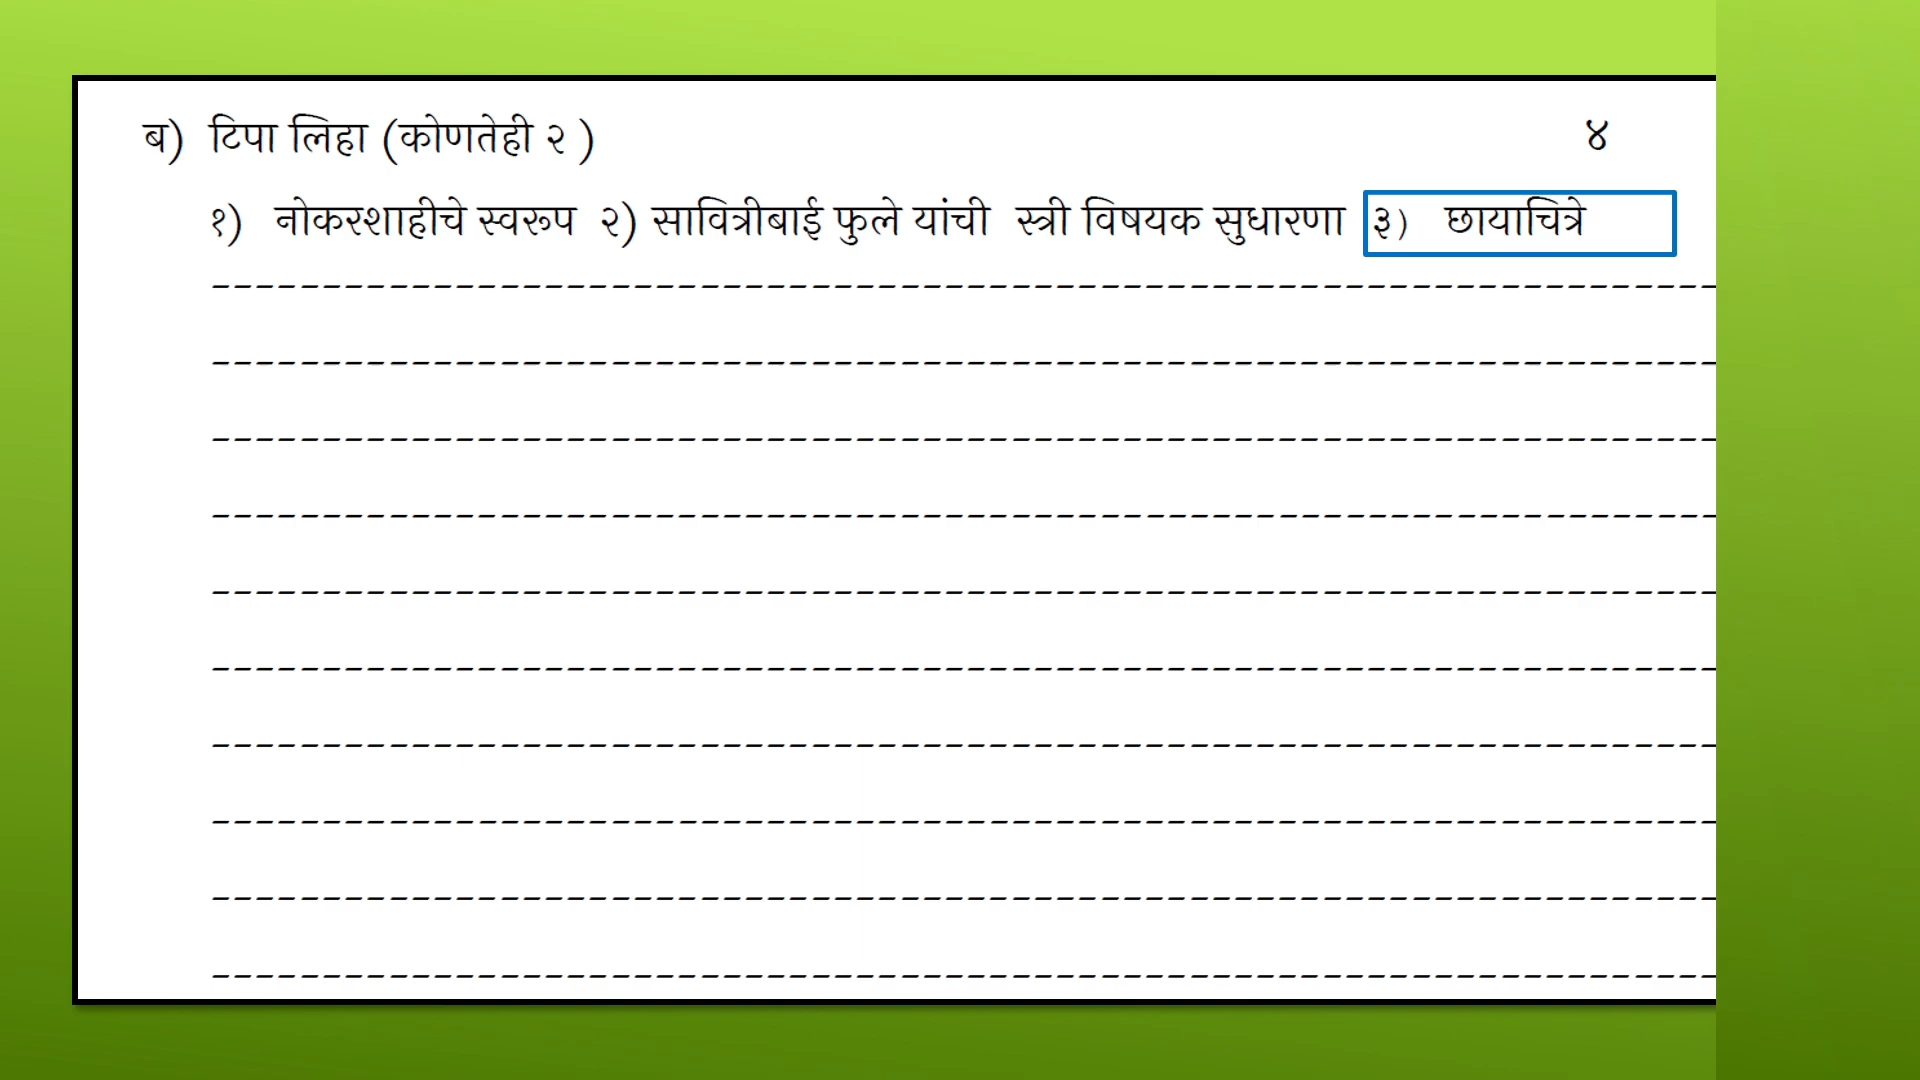 ब) टिपा लिहा (कोणतेही २ ) ४
१) नोकरशाहीचे स्वरूप २) सावित्रीबाई फुले यांची स्त्री विषयक सुधारणा ३) छायाचित्रे